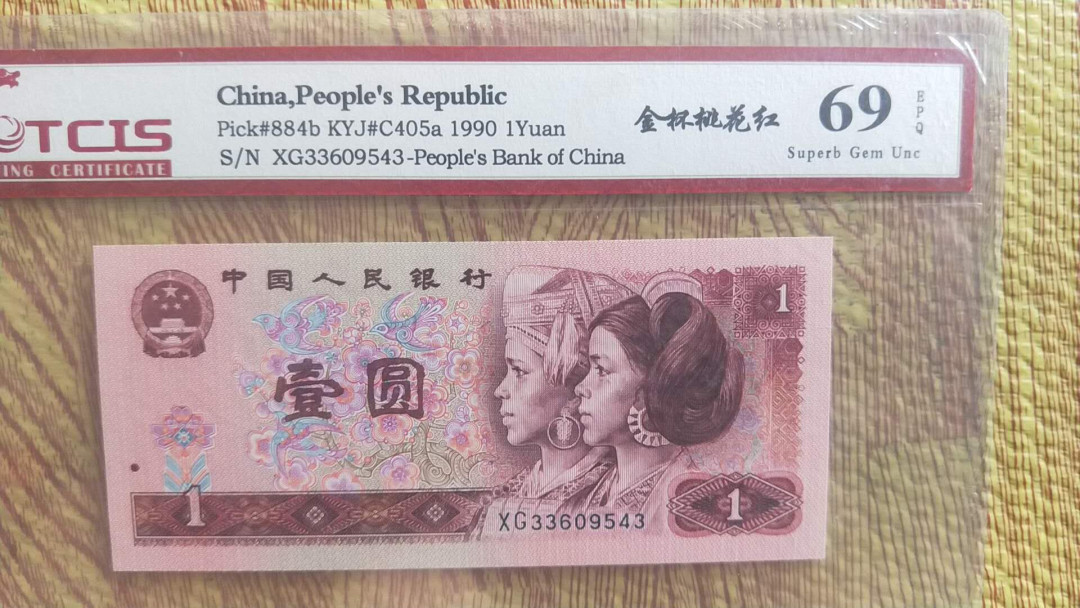 China,People's Republic
Pick#884b KYJ#C405a 1990 1Yuan
S/N XG33609543-People's Bank of China
金杯桃花红
69
EPQ
Superb Gem Unc
TCIS
ING CERTIFICATE
中国人民银行
1
壹圆
1
XG33609543
1